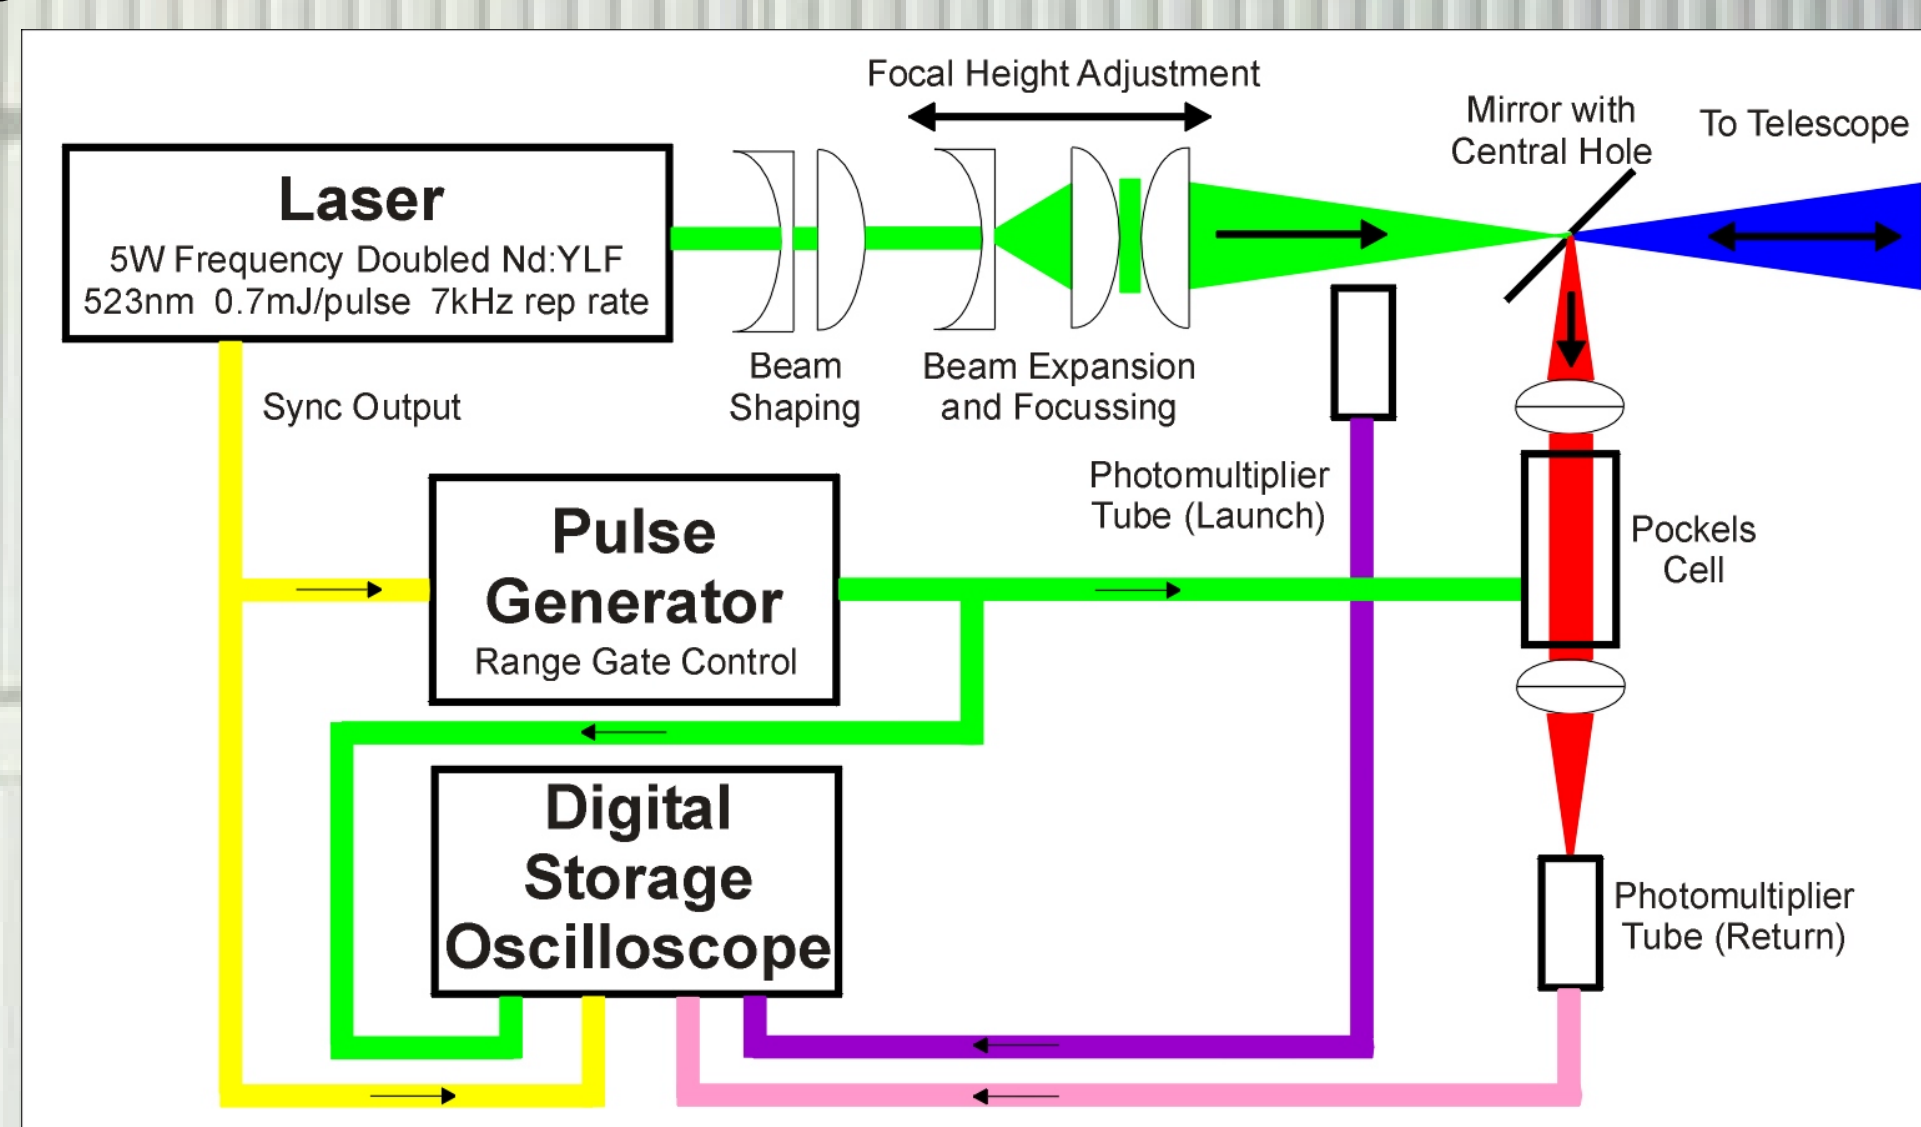 Focal Height Adjustment
Mirror with
Central Hole
To Telescope
Laser
5W Frequency Doubled Nd:YLF
523nm 0.7mJ/pulse 7kHz rep rate
Beam
Shaping
Beam Expansion
and Focussing
Sync Output
Photomultiplier
Tube (Launch)
Pulse
Generator
Range Gate Control
Pockels
Cell
Digital
Storage
Oscilloscope
Photomultiplier
Tube (Return)